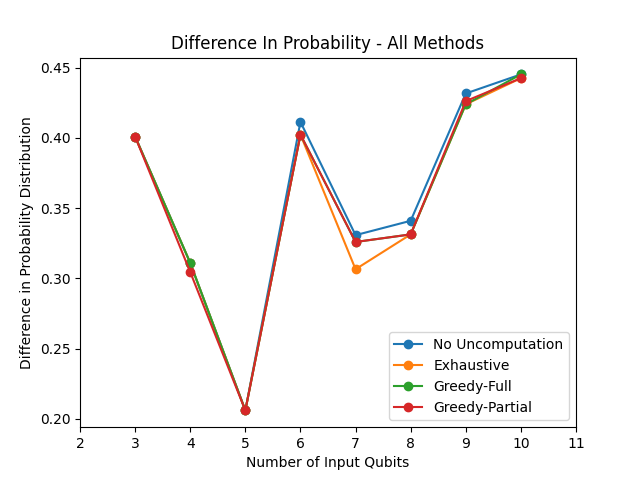 Difference In Probability - All Methods
Difference in Probability Distribution
0.45
0.40
0.35
0.30
0.25
0.20
2 3 4 5 6 7 8 9 10 11
Number of Input Qubits
No Uncomputation
Exhaustive
Greedy-Full
Greedy-Partial